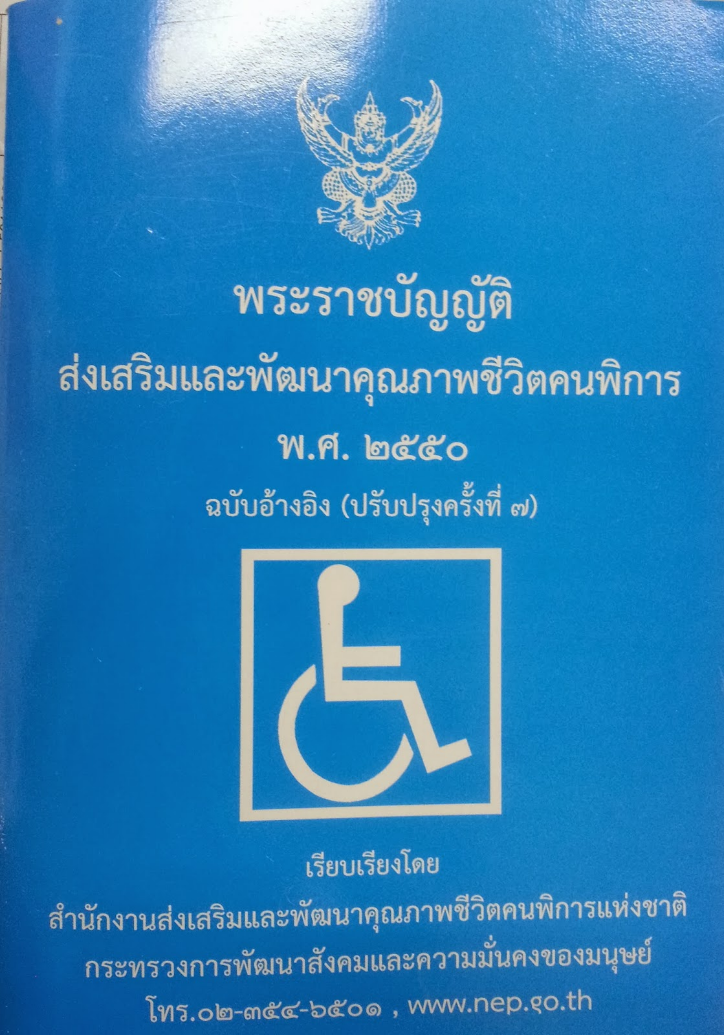 พระราชบัญญัติ
ส่งเสริมและพัฒนาคุณภาพชีวิตคนพิการ
พ.ศ. ๒๕๕๐
ฉบับอ้างอิง (ปรับปรุงครั้งที่ ๗)
เรียบเรียงโดย
สำนักงานส่งเสริมและพัฒนาคุณภาพชีวิตคนพิการแห่งชาติ
กระทรวงการพัฒนาสังคมและความมั่นคงของมนุษย์
โทร.๐๒-๓๕๔-๖๕๐๑ , www.nep.go.th